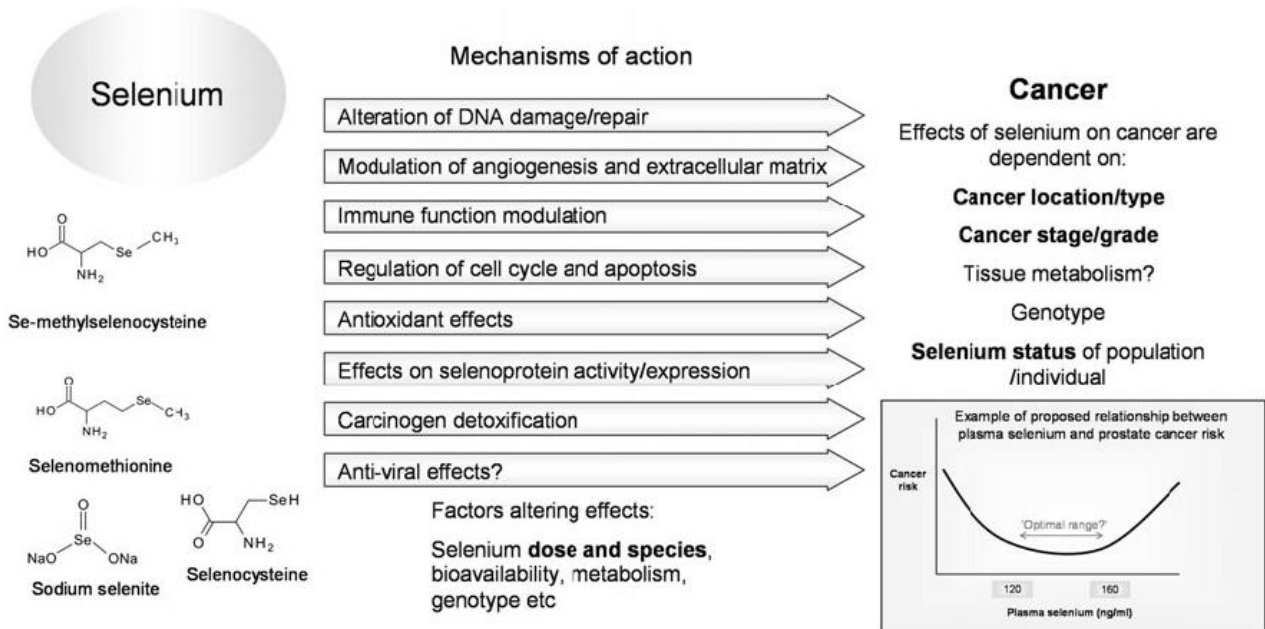 Selenium
O
HO
Se
CH₃
NH₂
Se-methylselenocysteine
O
HO
Se
CH₃
NH₂
Selenomethionine
O
Se
NaO
ONa
Sodium selenite
HO
SeH
O
NH₂
Selenocysteine
Mechanisms of action
Alteration of DNA damage/repair
Modulation of angiogenesis and extracellular matrix
Immune function modulation
Regulation of cell cycle and apoptosis
Antioxidant effects
Effects on selenoprotein activity/expression
Carcinogen detoxification
Anti-viral effects?
Factors altering effects:
Selenium dose and species,
bioavailability, metabolism,
genotype etc
Cancer
Effects of selenium on cancer are
dependent on:
Cancer location/type
Cancer stage/grade
Tissue metabolism?
Genotype
Selenium status of population
/individual
Example of proposed relationship between
plasma selenium and prostate cancer risk
Cancer
risk
'Optimal range?'
120
160
Plasma selenium (ng/ml)